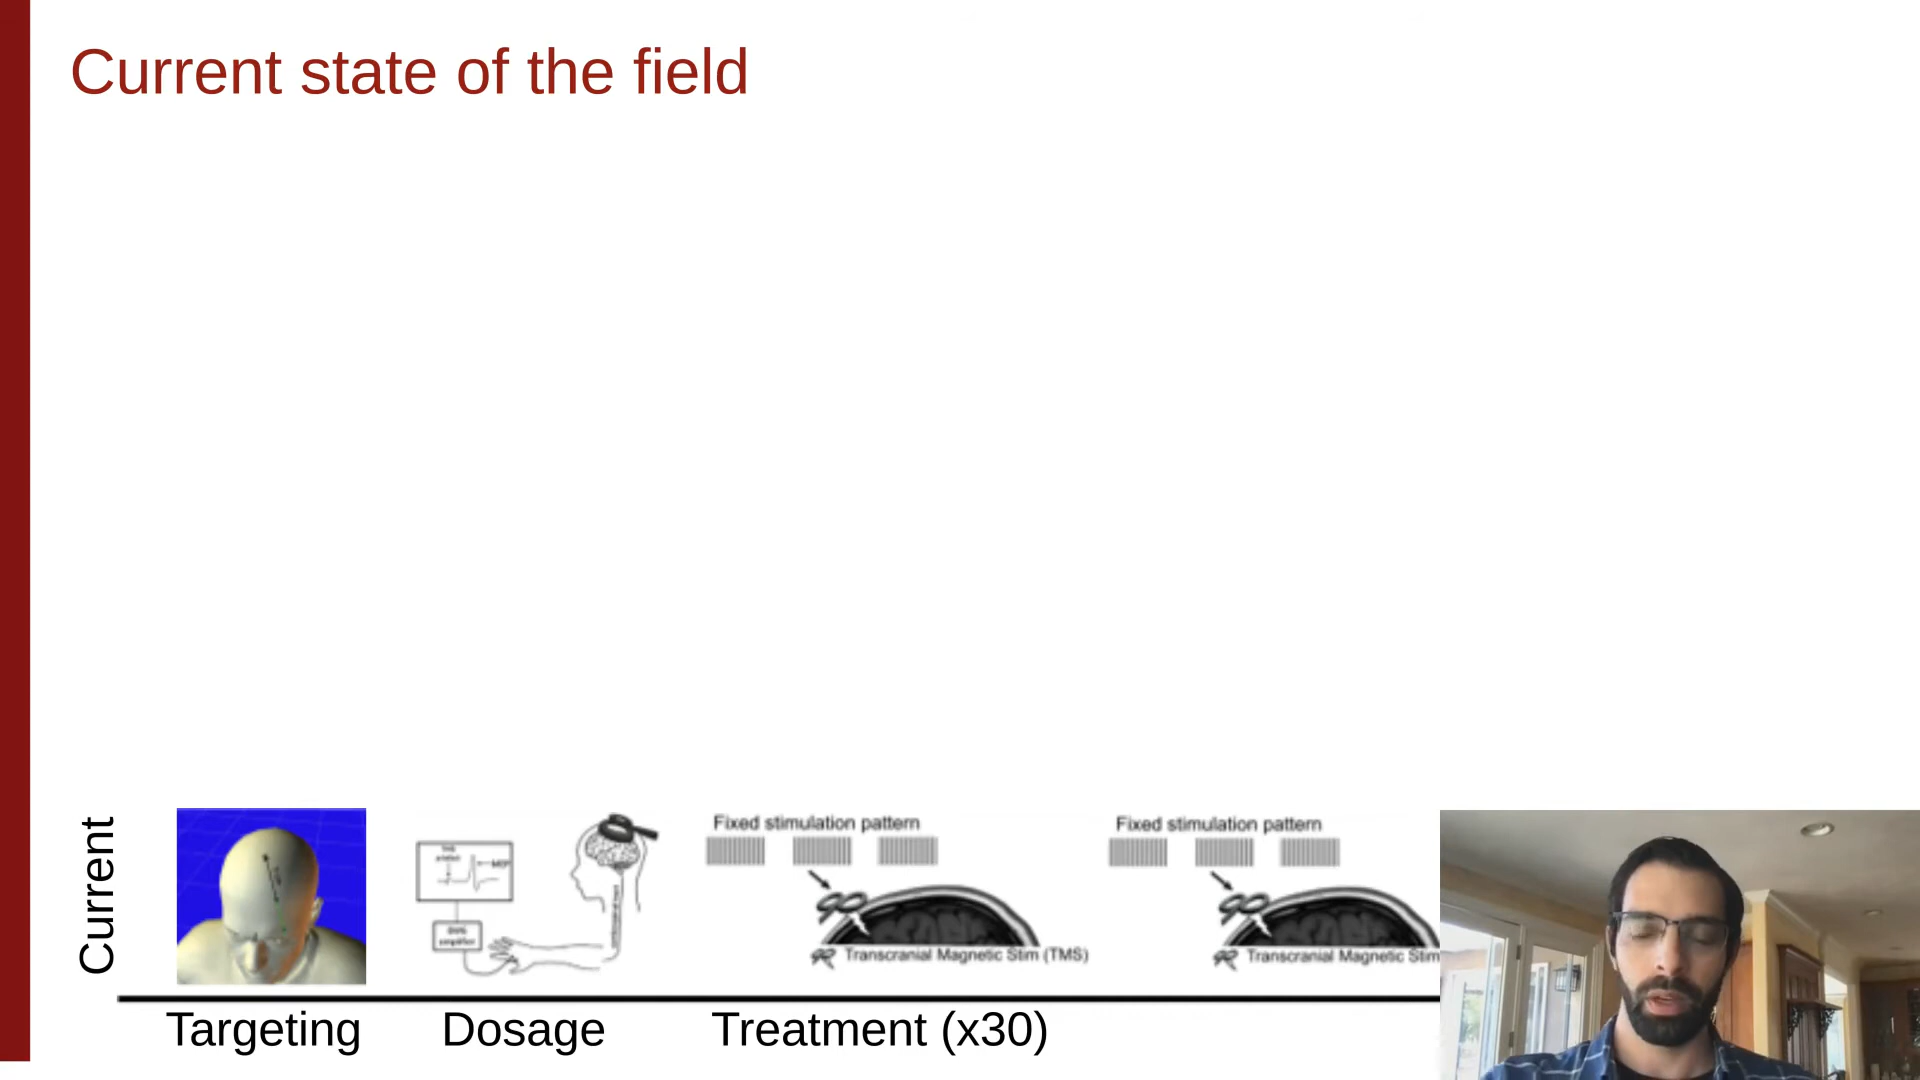 Current state of the field
Current
Fixed stimulation pattern
Transcranial Magnetic Stim (TMS)
Fixed stimulation pattern
Transcranial Magnetic Stim
Targeting
Dosage
Treatment (x30)